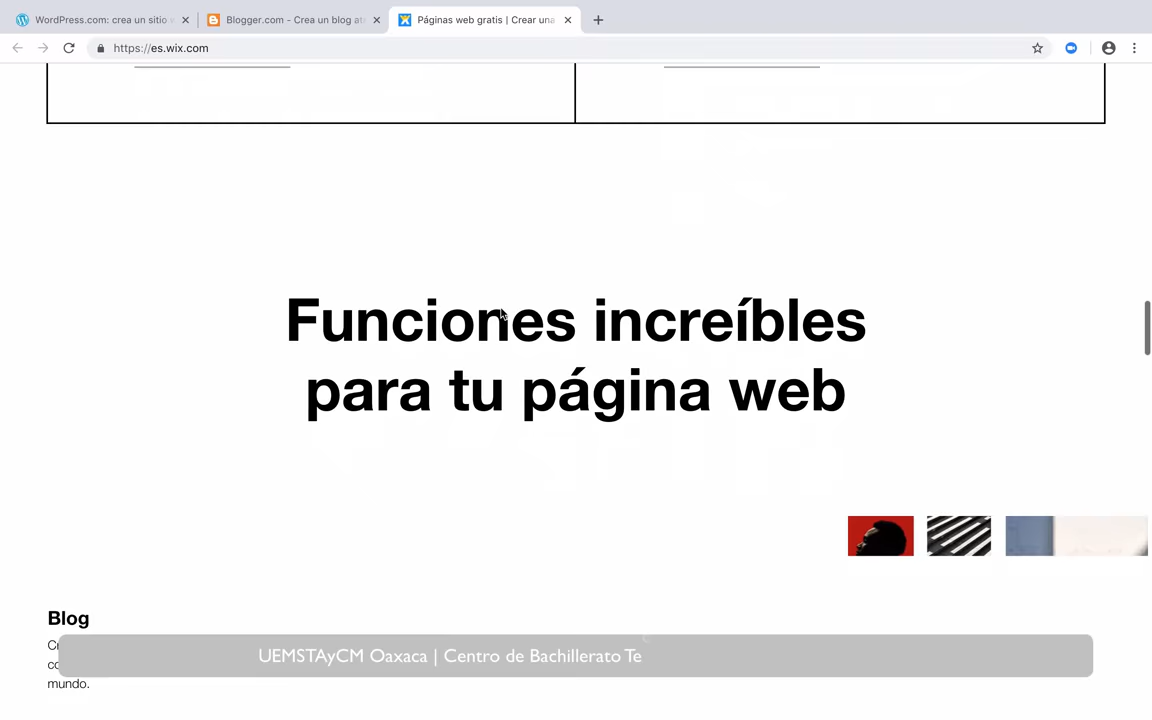 WordPress.com: crea un sitio
Blogger.com - Crea un blog
Páginas web gratis | Crear una
https://es.wix.com
Funciones increíbles
para tu página web
Blog
mundo.
UEMSTAyCM Oaxaca | Centro de Bachillerato Te